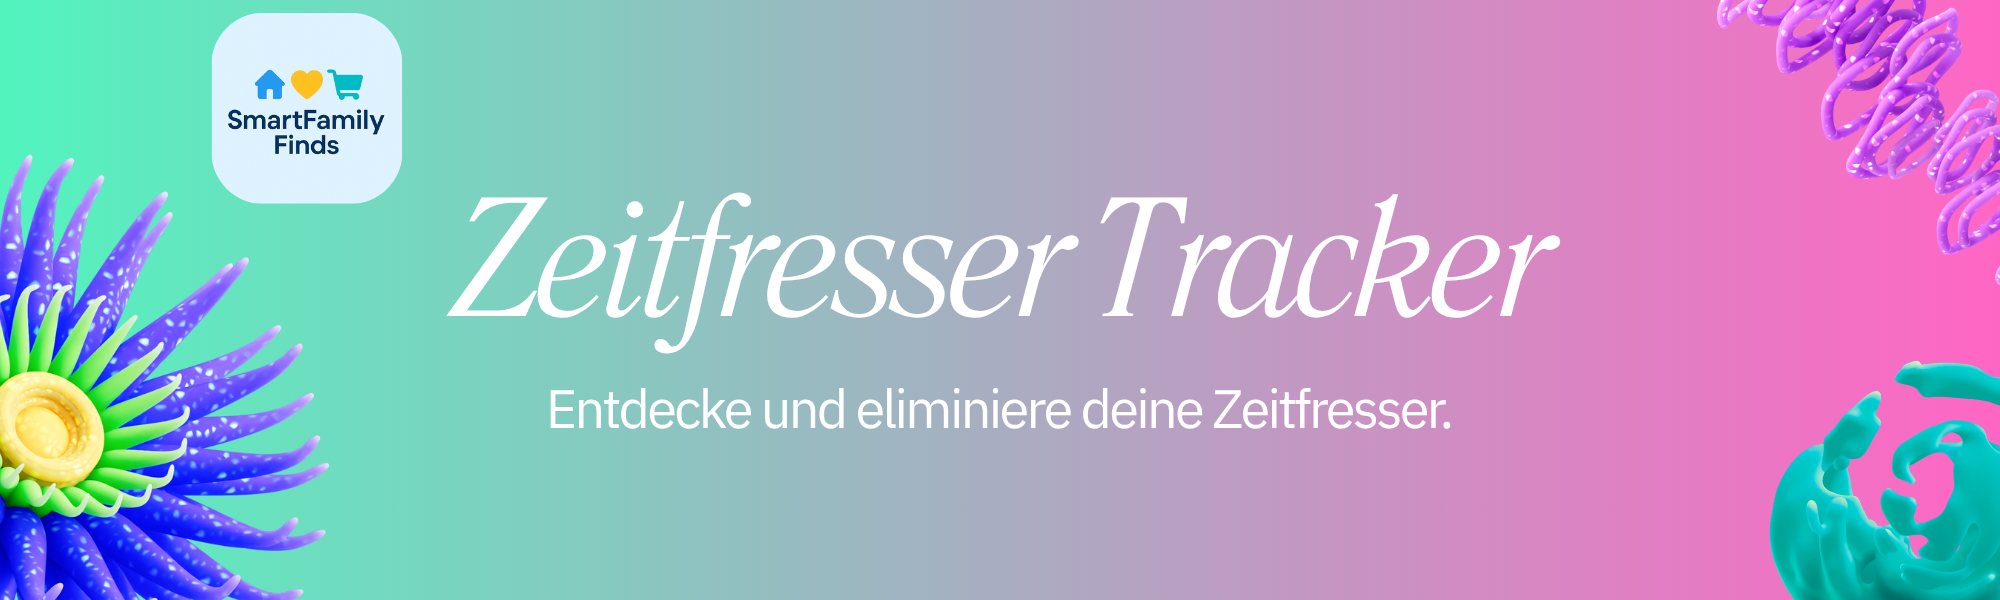 SmartFamily
Finds
Zeitfresser Tracker
Entdecke und eliminiere deine Zeitfresser.